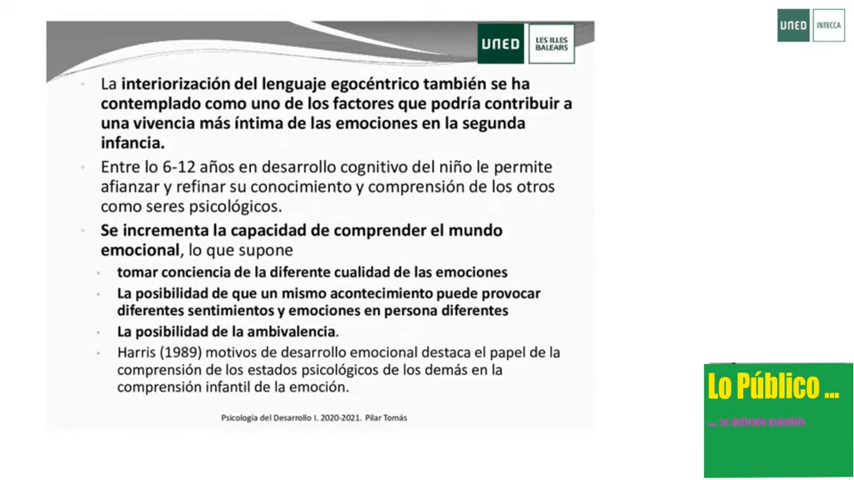 UNED
LES ILLES
BALEARS
UNED
INTECCA
La interiorización del lenguaje egocéntrico también se ha
contemplado como uno de los factores que podría contribuir a
una vivencia más íntima de las emociones en la segunda
infancia.
Entre lo 6-12 años en desarrollo cognitivo del niño le permite
afianzar y refinar su conocimiento y comprensión de los otros
como seres psicológicos.
Se incrementa la capacidad de comprender el mundo
emocional, lo que supone
tomar conciencia de la diferente cualidad de las emociones
La posibilidad de que un mismo acontecimiento puede provocar
diferentes sentimientos y emociones en persona diferentes
La posibilidad de la ambivalencia.
Harris (1989) motivos de desarrollo emocional destaca el papel de la
comprensión de los estados psicológicos de los demás en la
comprensión infantil de la emoción.
Psicología del Desarrollo I. 2020-2021. Pilar Tomás
Lo Público ...